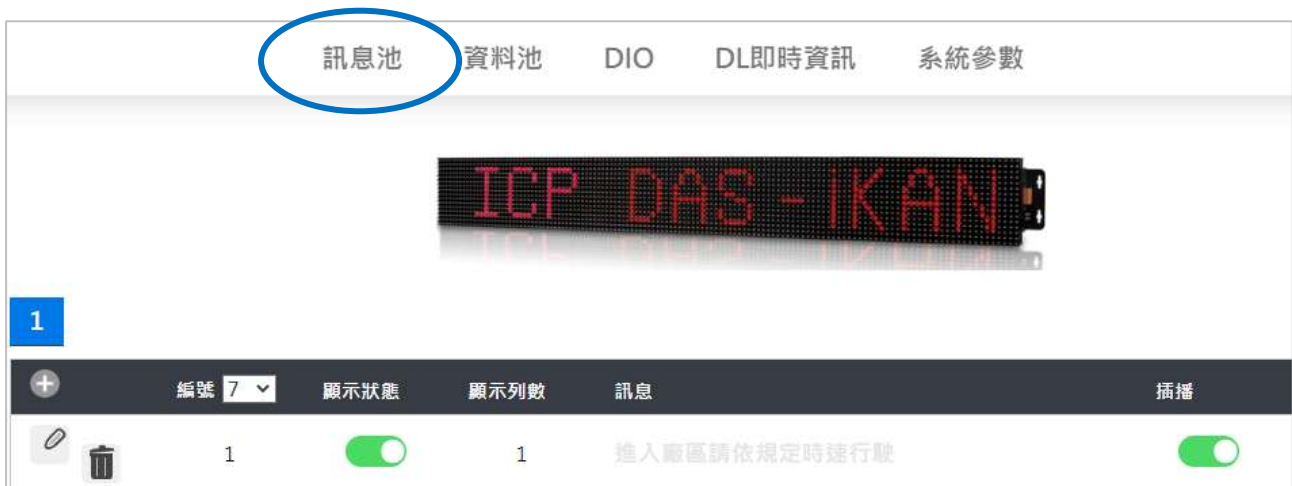 訊息池 資料池 DIO DL即時資訊 系統參數
ICP DAS - iKAN
1
編號 7 顯示狀態 顯示列數 訊息 插播
1 1 進入廠區請依規定時速行駛